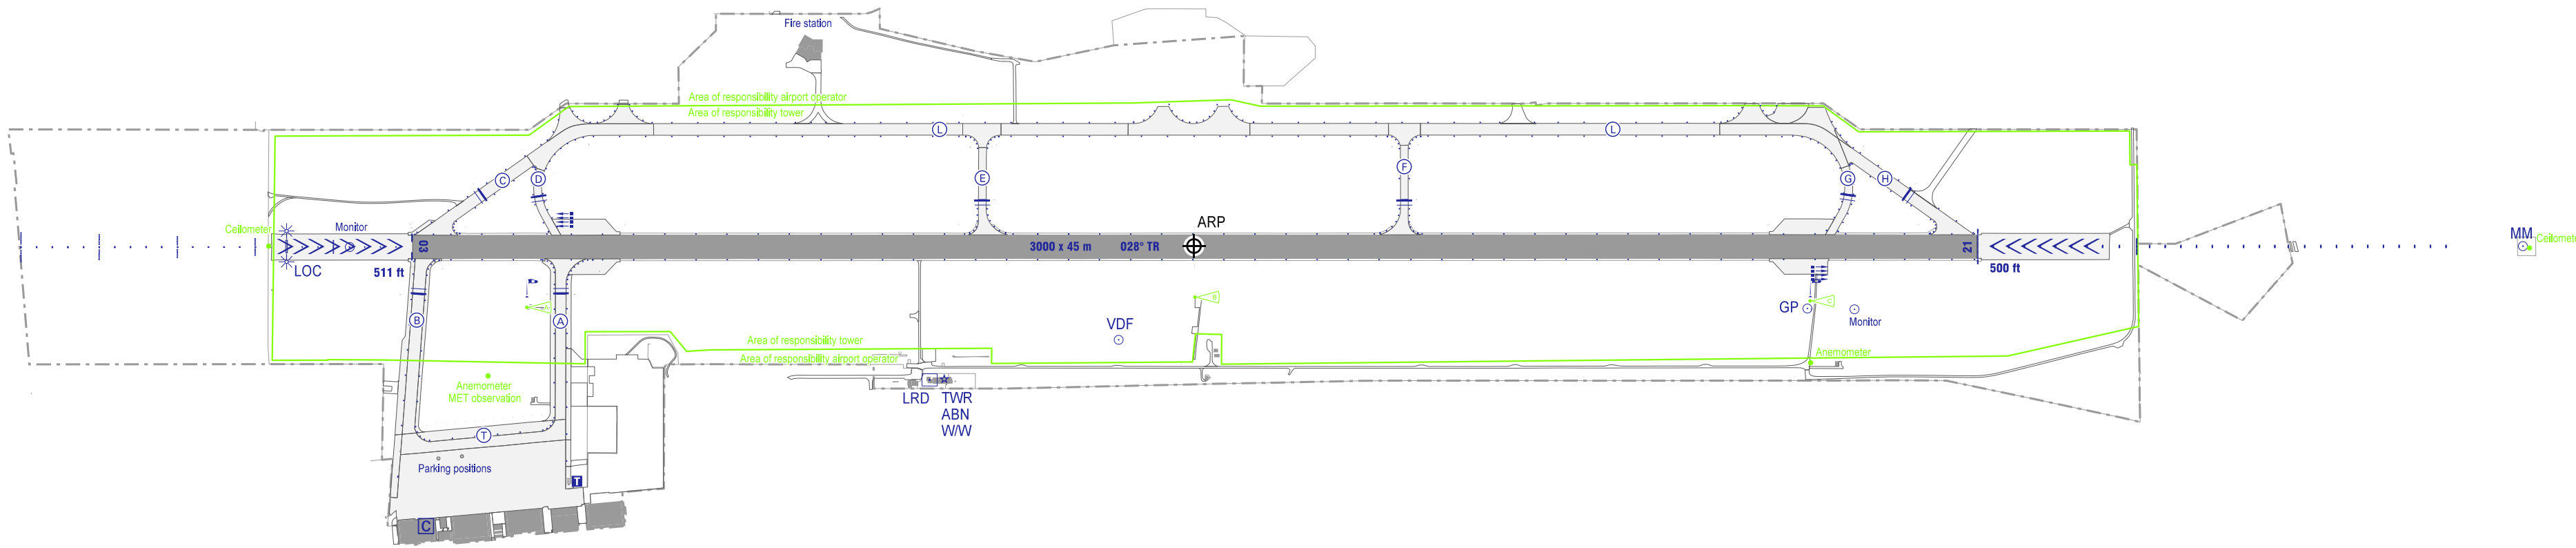 Fire station
Area of responsibility airport operator
Area of responsibility tower
L
L
F
C
D
E
G
H
ARP
Ceilometer
Monitor
03
3000 x 45 m
028° TR
21
MM
Ceilomete
LOC
511 ft
500 ft
B
A
A
B
GP
C
Monitor
VDF
Area of responsibility tower
Area of responsibility airport operator
Anemometer
Anemometer
MET observation
LRD
TWR
ABN
W/W
T
Parking positions
T
C